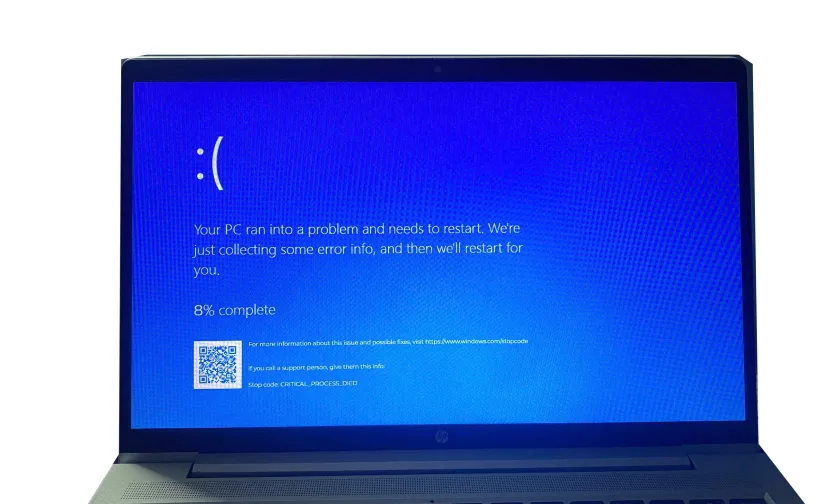 :(
Your PC ran into a problem and needs to restart. We're
just collecting some error info, and then we'll restart for
you.
8% complete
For more information about this issue and possible fixes, visit https://www.windows.com/stopcode
If you call a support person, give them this info:
Stop code: CRITICAL_PROCESS_DIED
hp